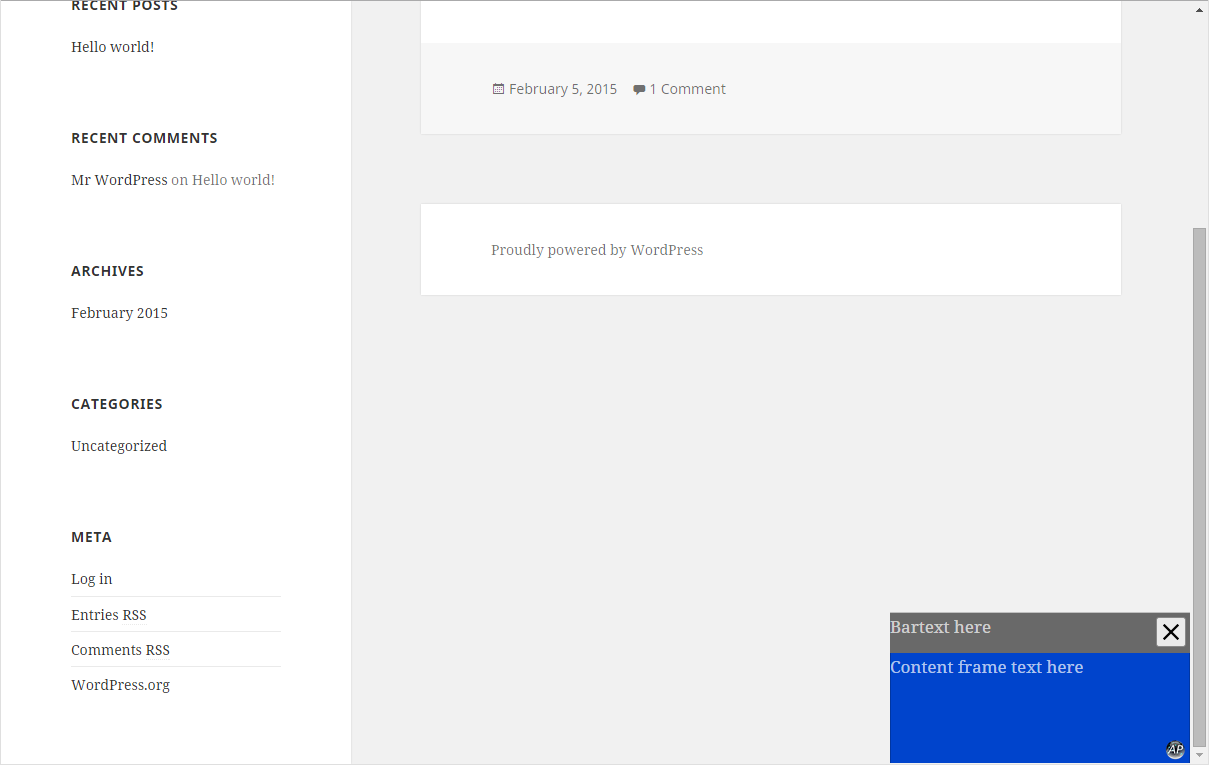 RECENT POSTS
Hello world!
RECENT COMMENTS
Mr WordPress on Hello world!
ARCHIVES
February 2015
CATEGORIES
Uncategorized
META
Log in
Entries RSS
Comments RSS
WordPress.org
February 5, 2015 1 Comment
Proudly powered by WordPress
Bartext here
Content frame text here
AP